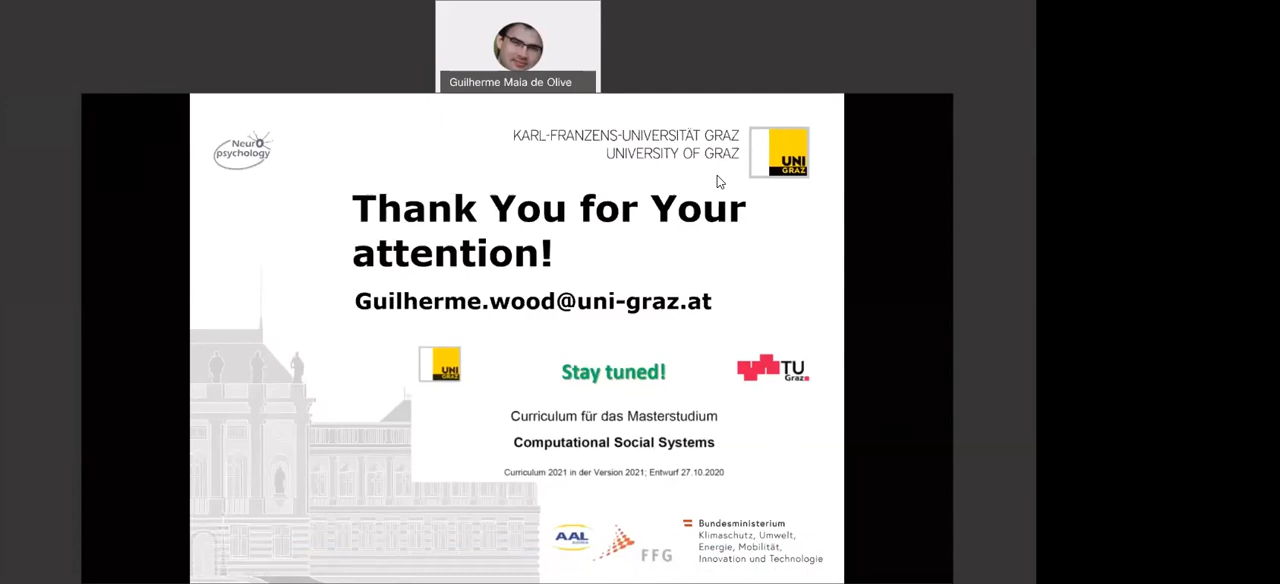 Guilherme Maia de Olive
Neuro
psychology
KARL-FRANZENS-UNIVERSITÄT GRAZ
UNIVERSITY OF GRAZ
UNI
GRAZ
Thank You for Your
attention!
Guilherme.wood@uni-graz.at
UNI
GRAZ
Stay tuned!
TU
Graz
Curriculum für das Masterstudium
Computational Social Systems
Curriculum 2021 in der Version 2021; Entwurf 27.10.2020
AAL
FFG
Bundesministerium
Klimaschutz, Umwelt,
Energie, Mobilität,
Innovation und Technologie